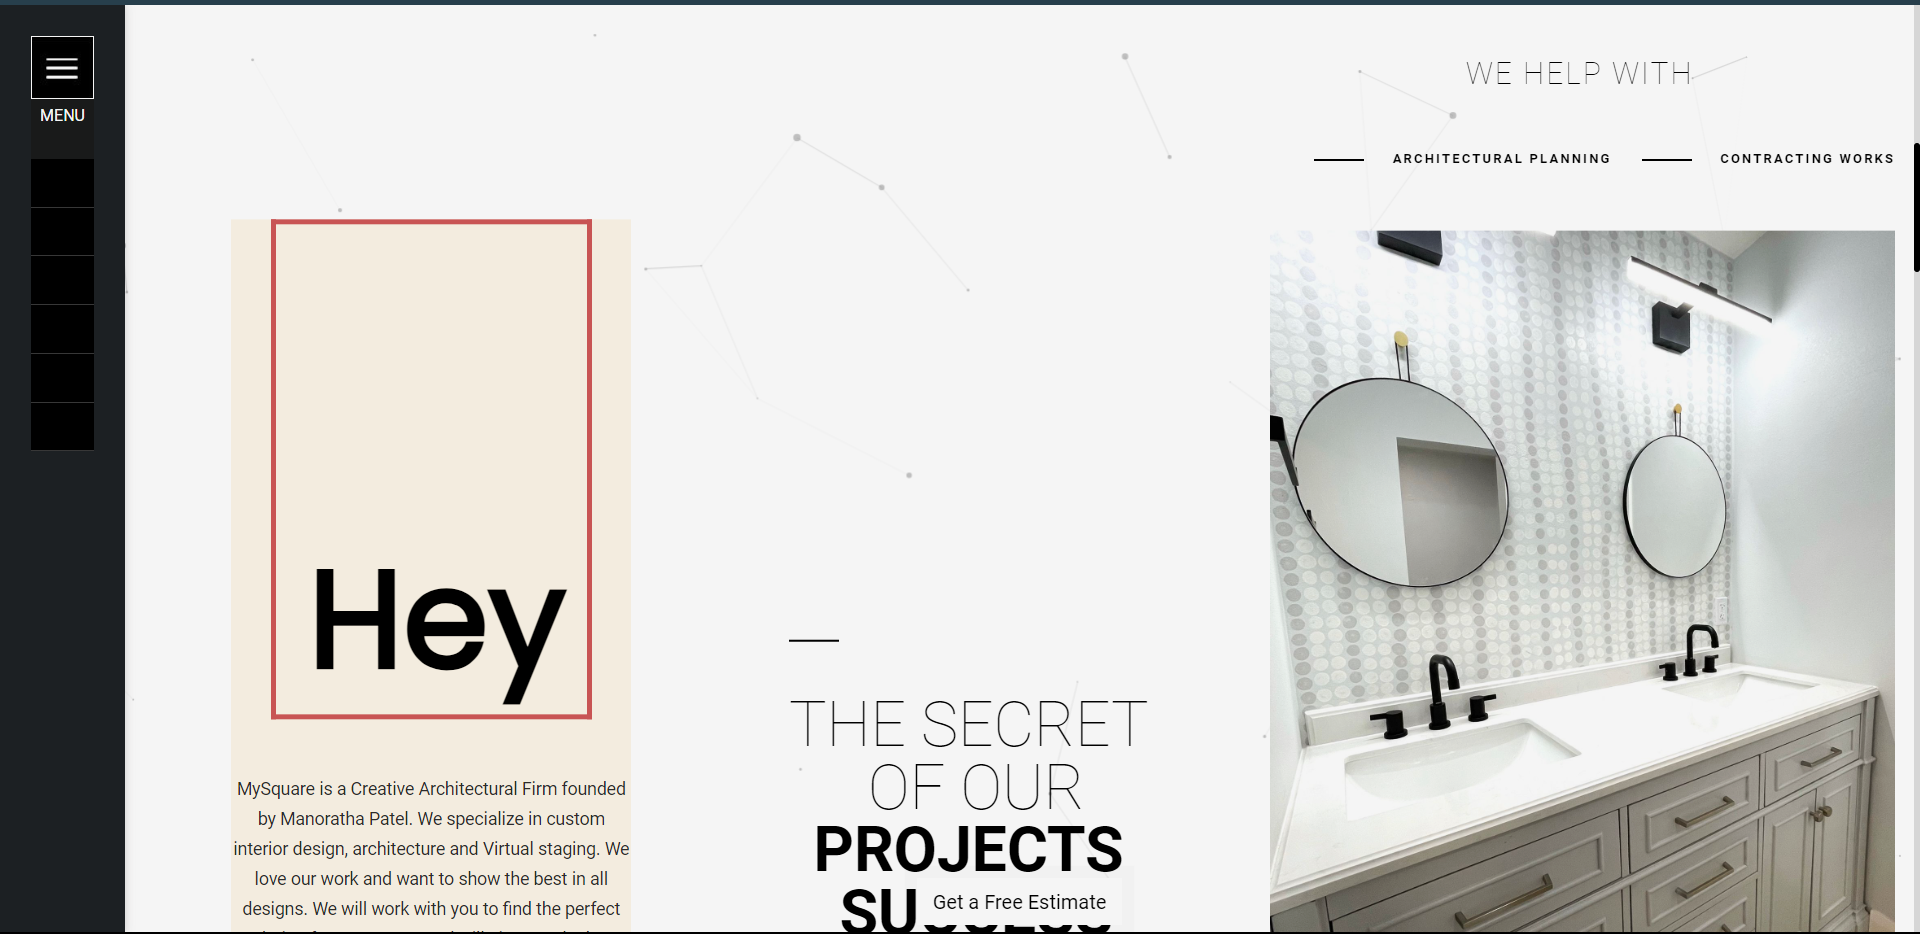 MENU
WE HELP WITH
ARCHITECTURAL PLANNING
CONTRACTING WORKS
Hey
MySquare is a Creative Architectural Firm founded
by Manoratha Patel. We specialize in custom
interior design, architecture and Virtual staging. We
love our work and want to show the best in all
designs. We will work with you to find the perfect
THE SECRET
OF OUR
PROJECTS
SUCCESS
Get a Free Estimate